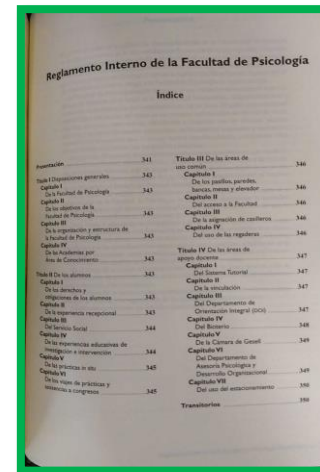 Reglamento Interno de la Facultad de Psicología
Índice
Presentación 341
Título I Disposiciones generales 343
Capítulo I
De la Facultad de Psicología 343
Capítulo II
De los objetivos de la
Facultad de Psicología 343
Capítulo III
De la organización y estructura de
la Facultad de Psicología 343
Capítulo IV
De las Academias por
Área de Conocimiento 343
Título II De los alumnos 343
Capítulo I
De los derechos y
obligaciones de los alumnos 343
Capítulo II
De la experiencia recepcional 343
Capítulo III
Del Servicio Social 344
Capítulo IV
De las experiencias educativas de
investigación e intervención 344
Capítulo V
De las prácticas in situ 345
Capítulo VI
De los viajes de prácticas y
asistencias a congresos 345
Título III De las áreas de
uso común 346
Capítulo I
De los pasillos, paredes,
bancas, mesas y elevador 346
Capítulo II
Del acceso a la Facultad 346
Capítulo III
De la asignación de casilleros 346
Capítulo IV
Del uso de las regaderas 346
Título IV De las áreas de
apoyo docente 347
Capítulo I
Del Sistema Tutorial 347
Capítulo II
De la vinculación 347
Capítulo III
Del Departamento de
Orientación Integral (DOI) 347
Capítulo IV
Del Bioterio 348
Capítulo V
De la Cámara de Gesell 349
Capítulo VI
Del Departamento de
Asesoría Psicológica y
Desarrollo Organizacional 349
Capítulo VII
Del uso del estacionamiento 350
Transitorios 350